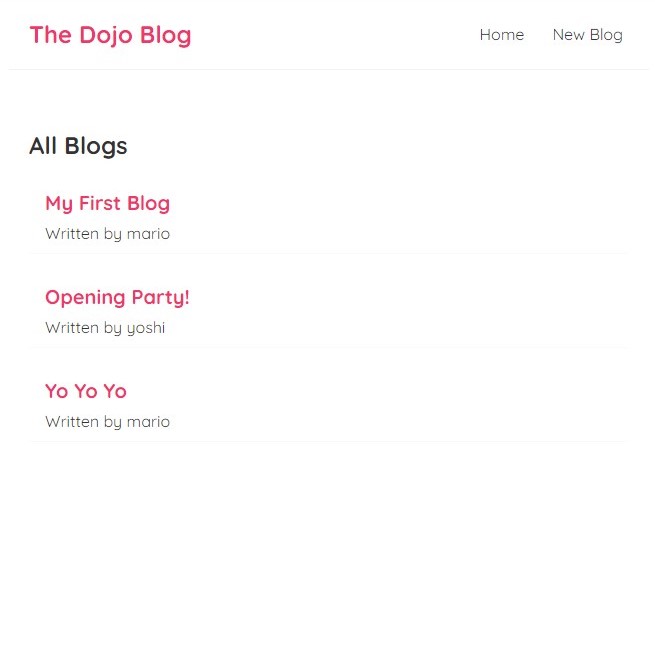 The Dojo Blog
Home New Blog
All Blogs
My First Blog
Written by mario
Opening Party!
Written by yoshi
Yo Yo Yo
Written by mario